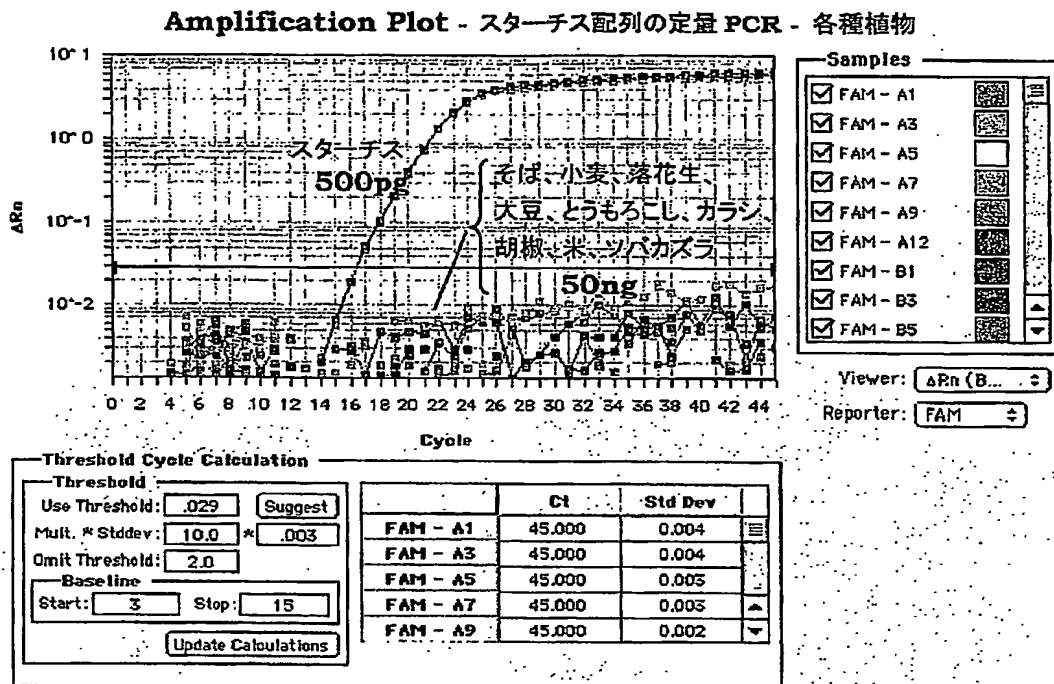 Amplification Plot - スターチス配列の定量 PCR - 各種植物
10^ 1
10^ 0
10^-1
10^-2
ΔRn
スターチス
500pg
そば、小麦、落花生、
大豆、とうもろこし、カラシ、
胡椒、米、ソバカズラ
50ng
0 2 4 6 8 10 12 14 16 18 20 22 24 26 28 30 32 34 36 38 40 42 44
Cycle
Samples
FAM - A1
FAM - A3
FAM - A5
FAM - A7
FAM - A9
FAM - A12
FAM - B1
FAM - B3
FAM - B5
Viewer: ΔRn (B...
Reporter: FAM
Threshold Cycle Calculation
Threshold
Use Threshold: .029 Suggest
Mult. * Stddev: 10.0 * .003
Omit Threshold: 2.0
Baseline
Start: 3 Stop: 15
Update Calculations
Ct Std Dev
FAM - A1 45.000 0.004
FAM - A3 45.000 0.004
FAM - A5 45.000 0.003
FAM - A7 45.000 0.003
FAM - A9 45.000 0.002